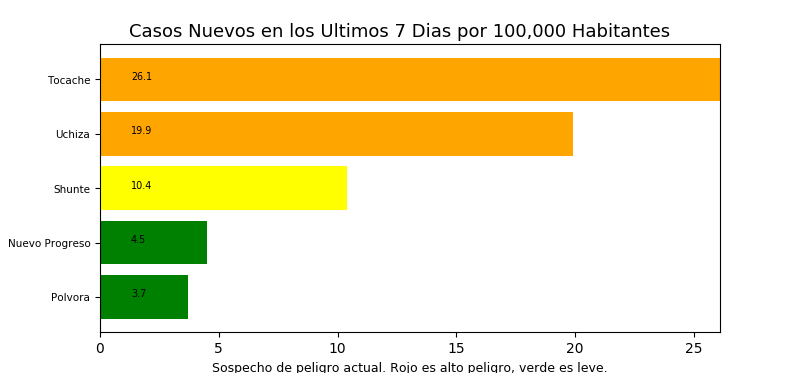 Casos Nuevos en los Ultimos 7 Dias por 100,000 Habitantes
Tocache 26.1
Uchiza 19.9
Shunte 10.4
Nuevo Progreso 4.5
Polvora 3.7
0 5 10 15 20 25
Sospecho de peligro actual. Rojo es alto peligro, verde es leve.